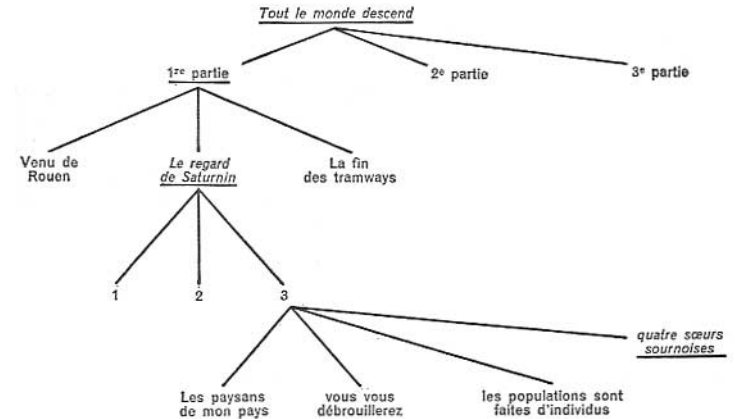 Tout le monde descend
1re partie
2e partie
3e partie
Venu de
Rouen
Le regard
de Saturnin
La fin
des tramways
1
2
3
quatre sœurs
sournoises
Les paysans
de mon pays
vous vous
débrouillerez
les populations sont
faites d'individus